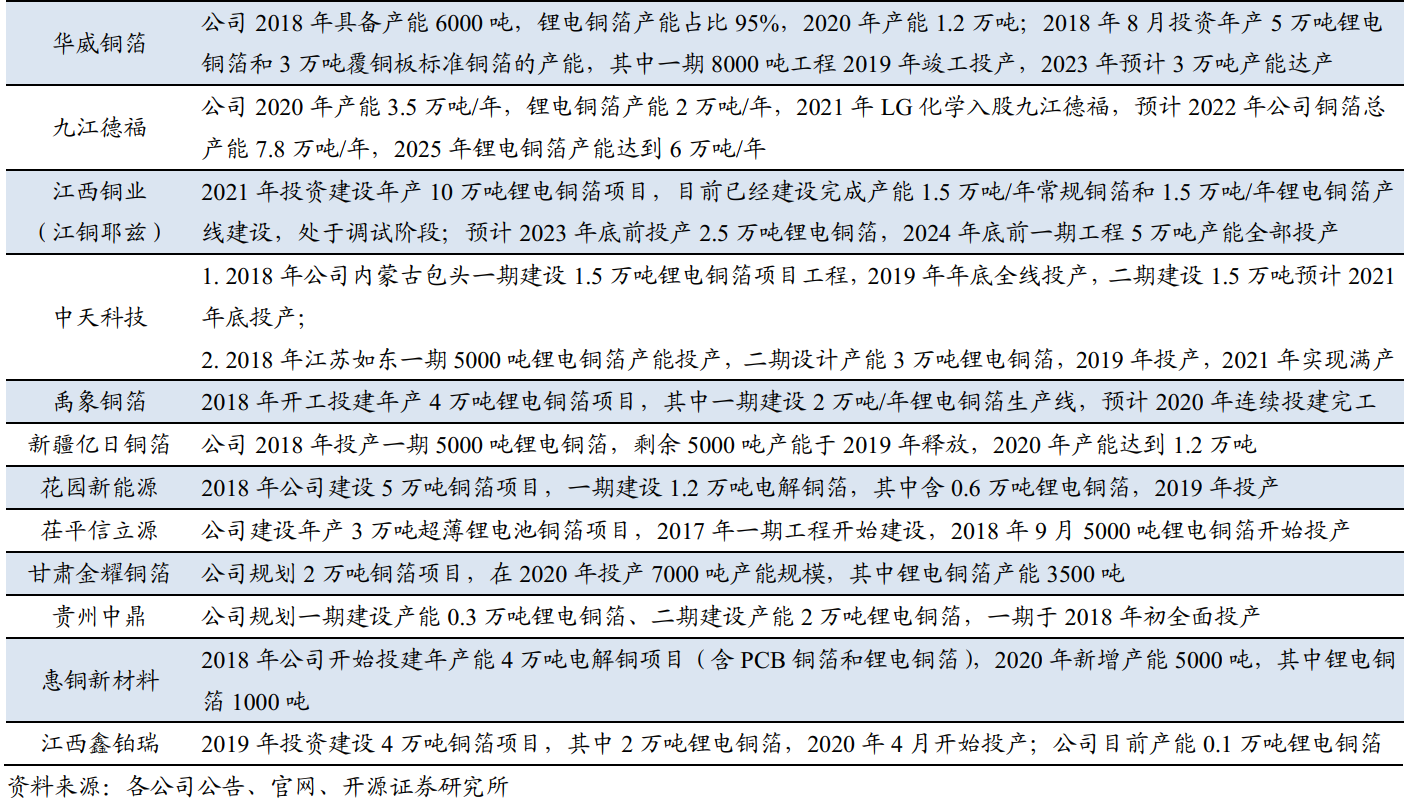 华威铜箔
公司 2018 年具备产能 6000 吨，锂电铜箔产能占比 95%，2020 年产能 1.2 万吨；2018 年 8 月投资年产 5 万吨锂电
铜箔和 3 万吨覆铜板标准铜箔的产能，其中一期 8000 吨工程 2019 年竣工投产，2023 年预计 3 万吨产能达产
九江德福
公司 2020 年产能 3.5 万吨/年，锂电铜箔产能 2 万吨/年，2021 年 LG 化学入股九江德福，预计 2022 年公司铜箔总
产能 7.8 万吨/年，2025 年锂电铜箔产能达到 6 万吨/年
江西铜业
（江铜耶兹）
2021 年投资建设年产 10 万吨锂电铜箔项目，目前已经建设完成产能 1.5 万吨/年常规铜箔和 1.5 万吨/年锂电铜箔产
线建设，处于调试阶段；预计 2023 年底前投产 2.5 万吨锂电铜箔，2024 年底前一期工程 5 万吨产能全部投产
中天科技
1. 2018 年公司内蒙古包头一期建设 1.5 万吨锂电铜箔项目工程，2019 年年底全线投产，二期建设 1.5 万吨预计 2021
年底投产；
2. 2018 年江苏如东一期 5000 吨锂电铜箔产能投产，二期设计产能 3 万吨锂电铜箔，2019 年投产，2021 年实现满产
禹象铜箔
2018 年开工投建年产 4 万吨锂电铜箔项目，其中一期建设 2 万吨/年锂电铜箔生产线，预计 2020 年连续投建完工
新疆亿日铜箔
公司 2018 年投产一期 5000 吨锂电铜箔，剩余 5000 吨产能于 2019 年释放，2020 年产能达到 1.2 万吨
花园新能源
2018 年公司建设 5 万吨铜箔项目，一期建设 1.2 万吨电解铜箔，其中含 0.6 万吨锂电铜箔，2019 年投产
茌平信立源
公司建设年产 3 万吨超薄锂电池铜箔项目，2017 年一期工程开始建设，2018 年 9 月 5000 吨锂电铜箔开始投产
甘肃金耀铜箔
公司规划 2 万吨铜箔项目，在 2020 年投产 7000 吨产能规模，其中锂电铜箔产能 3500 吨
贵州中鼎
公司规划一期建设产能 0.3 万吨锂电铜箔、二期建设产能 2 万吨锂电铜箔，一期于 2018 年初全面投产
惠铜新材料
2018 年公司开始投建年产能 4 万吨电解铜项目（含 PCB 铜箔和锂电铜箔），2020 年新增产能 5000 吨，其中锂电铜
箔 1000 吨
江西鑫铂瑞
2019 年投资建设 4 万吨铜箔项目，其中 2 万吨锂电铜箔，2020 年 4 月开始投产；公司目前产能 0.1 万吨锂电铜箔
资料来源：各公司公告、官网、开源证券研究所